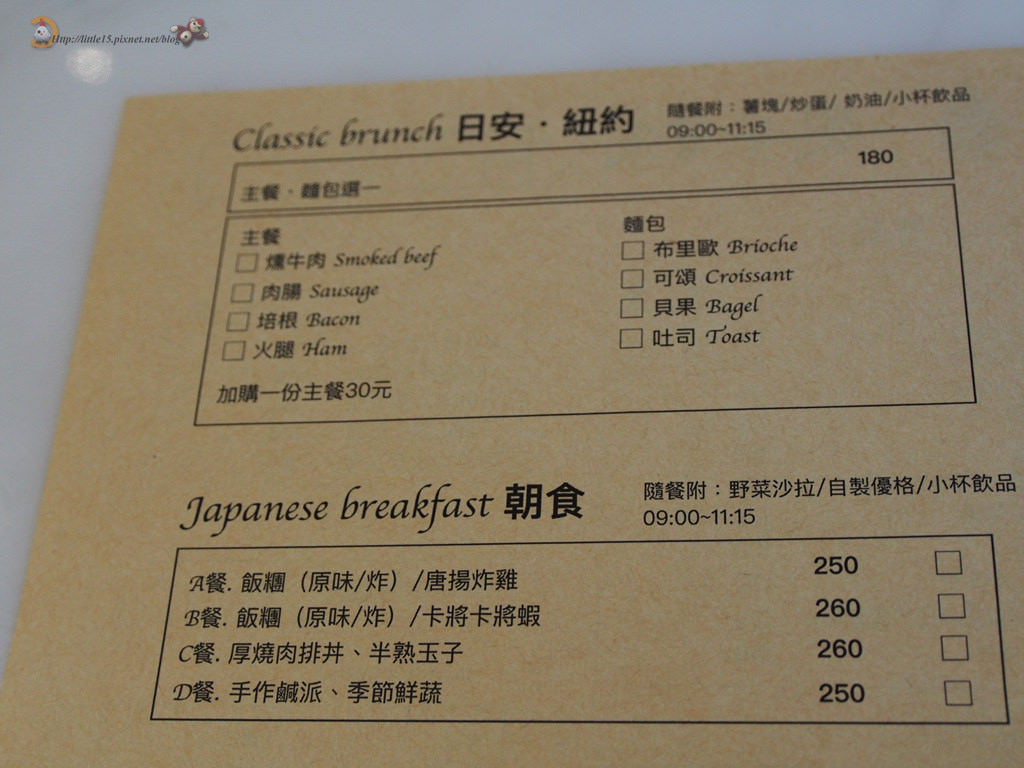 Http://little15.pixnet.net/blog
Classic brunch 日安·紐約
隨餐附：薯塊/炒蛋/ 奶油/小杯飲品
09:00~11:15
主餐、麵包選一 180
主餐
燻牛肉 Smoked beef
肉腸 Sausage
培根 Bacon
火腿 Ham
加購一份主餐30元
麵包
布里歐 Brioche
可頌 Croissant
貝果 Bagel
吐司 Toast
Japanese breakfast 朝食
隨餐附：野菜沙拉/自製優格/小杯飲品
09:00~11:15
A餐. 飯糰（原味/炸）/唐揚炸雞 250
B餐. 飯糰（原味/炸）/卡將卡將蝦 260
C餐. 厚燒肉排丼、半熟玉子 260
D餐. 手作鹹派、季節鮮蔬 250